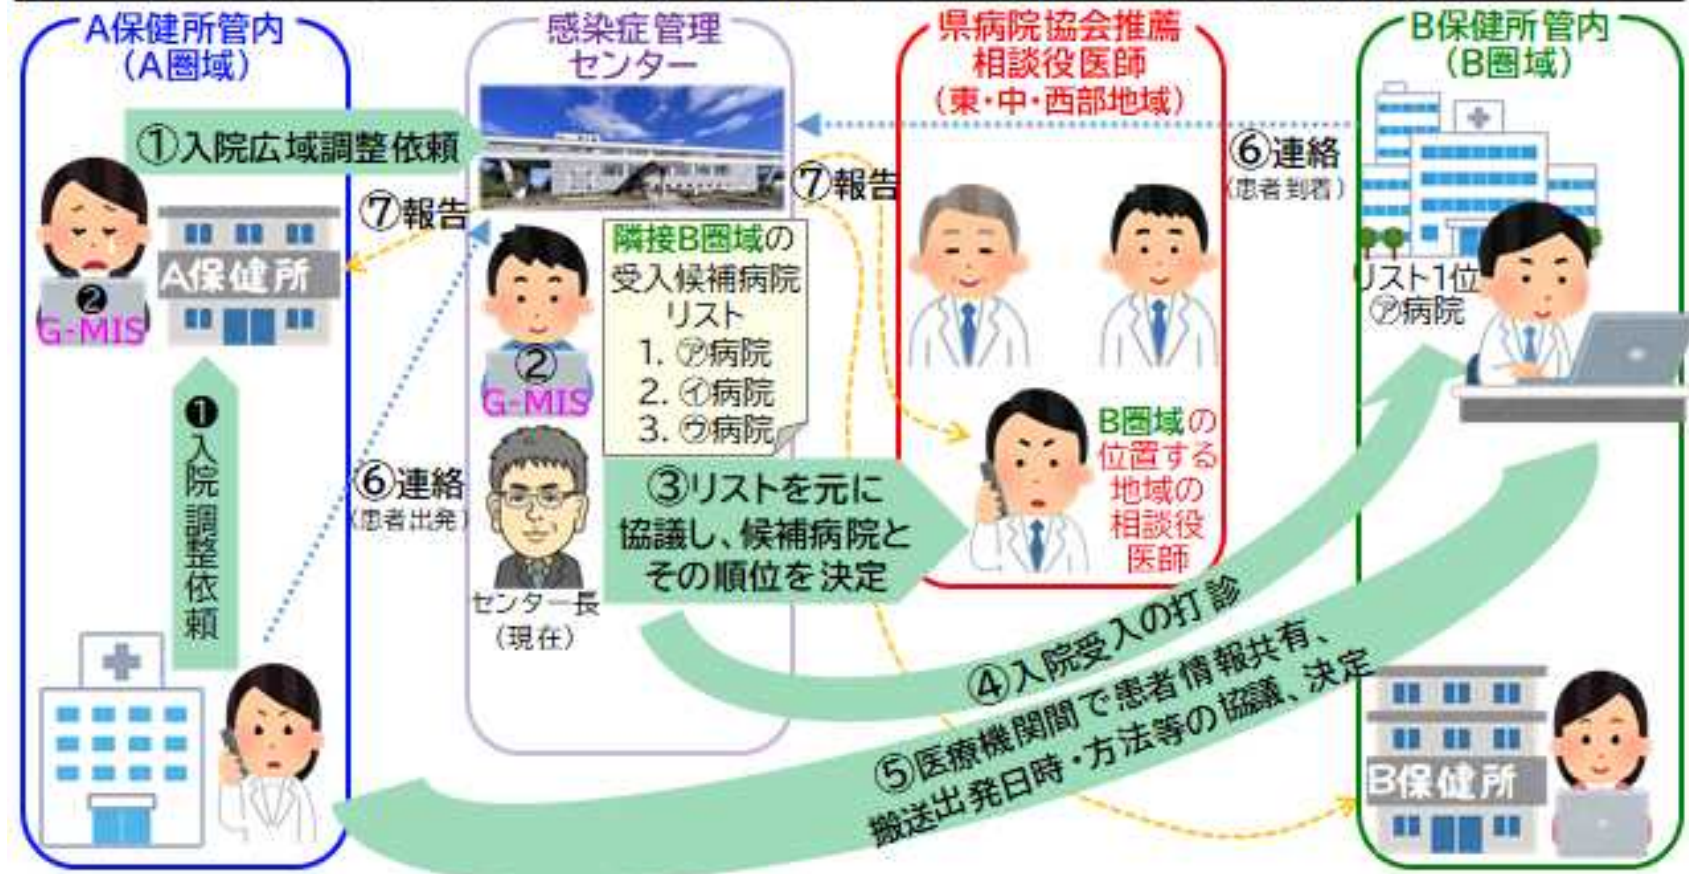 A保健所管内
（A圏域）
①入院広域調整依頼
⑦報告
A保健所
❷
G-MIS
❶入院調整依頼
⑥連絡
（患者出発）
感染症管理
センター
隣接B圏域の
受入候補病院
リスト
1. ㋐病院
2. ㋑病院
3. ㋒病院
②
G-MIS
センター長
（現在）
③リストを元に
協議し、候補病院と
その順位を決定
⑦報告
県病院協会推薦
相談役医師
（東・中・西部地域）
B圏域の
位置する
地域の
相談役
医師
⑥連絡
（患者到着）
B保健所管内
（B圏域）
リスト1位
㋐病院
④入院受入の打診
⑤医療機関間で患者情報共有、
搬送出発日時・方法等の協議、決定
B保健所